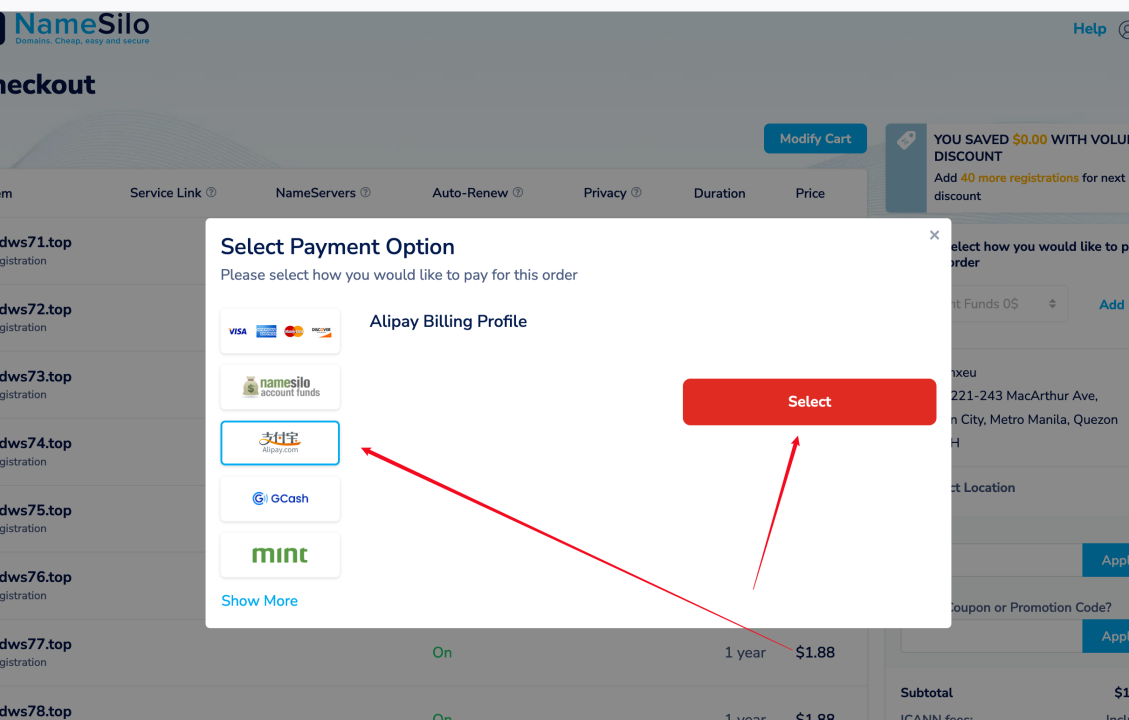 NameSilo
Domains. Cheap, easy and secure
Help
heckout
Modify Cart
YOU SAVED $0.00 WITH VOLU
DISCOUNT
Add 40 more registrations for next
discount
em
Service Link
NameServers
Auto-Renew
Privacy
Duration
Price
dws71.top
gistration
dws72.top
gistration
dws73.top
gistration
dws74.top
gistration
dws75.top
gistration
dws76.top
gistration
dws77.top
gistration
On
1 year
$1.88
dws78.top
On
1 year
$1.88
Select Payment Option
Please select how you would like to pay for this order
×
VISA
AMERICAN EXPRESS
MasterCard
DISCOVER
namesilo
account funds
支付宝
Alipay.com
GCash
mint
Show More
Alipay Billing Profile
Select
elect how you would like to p
order
nt Funds 0$
Add
nxeu
221-243 MacArthur Ave,
n City, Metro Manila, Quezon
H
ct Location
Appl
Coupon or Promotion Code?
Appl
Subtotal
$1
ICANN fees:
Incl